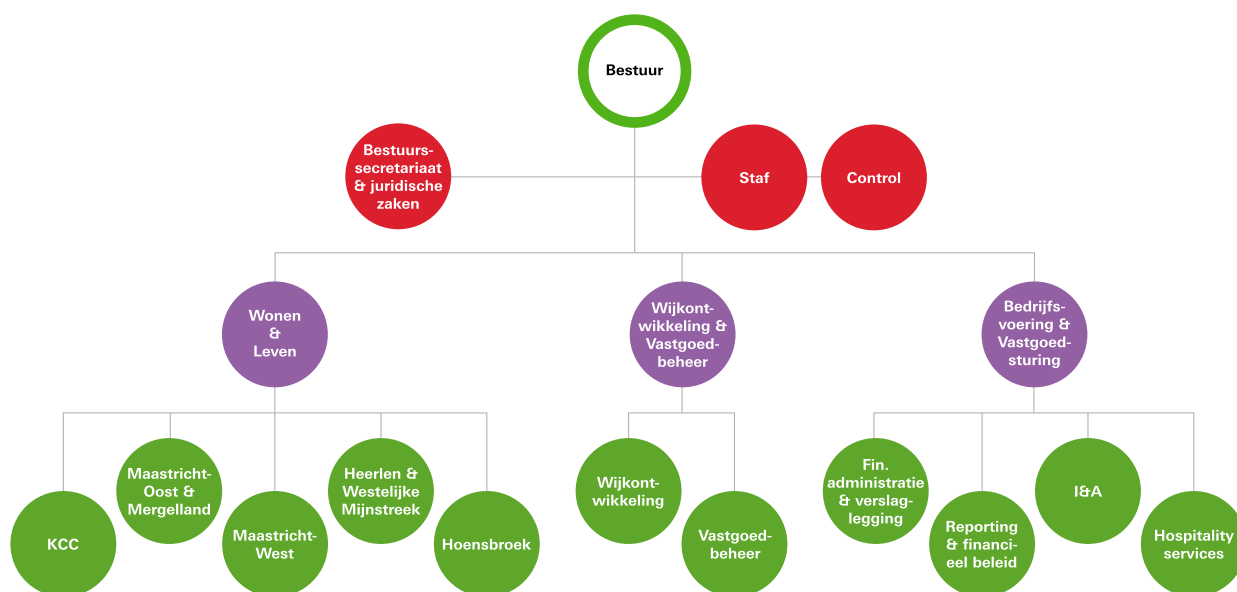 Bestuur
Bestuurs-
secretariaat
& juridische
zaken
Staf
Control
Wonen
&
Leven
Wijkont-
wikkeling &
Vastgoed-
beheer
Bedrijfs-
voering &
Vastgoed-
sturing
KCC
Maastricht-
Oost &
Mergelland
Maastricht-
West
Heerlen &
Westelijke
Mijnstreek
Hoensbroek
Wijkont-
wikkeling
Vastgoed-
beheer
Fin.
administratie
& verslag-
legging
Reporting
& financi-
eel beleid
I&A
Hospitality
services